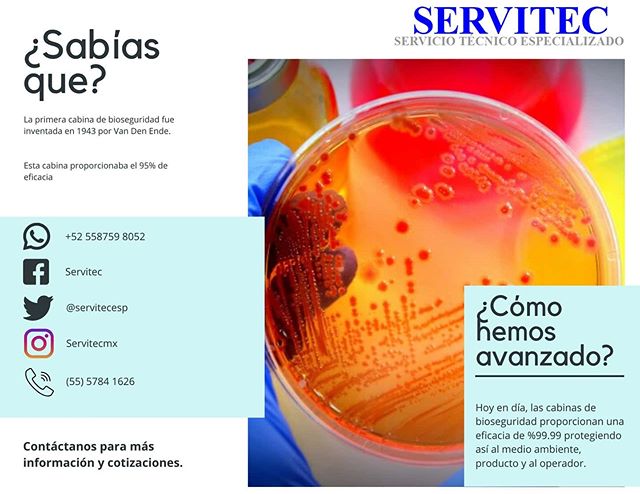 ¿Sabías
que?
SERVITEC
SERVICIO TÉCNICO ESPECIALIZADO
La primera cabina de bioseguridad fue
inventada en 1943 por Van Den Ende.
Esta cabina proporcionaba el 95% de
eficacia
+52 558759 8052
Servitec
@servitecesp
Servitecmx
(55) 5784 1626
Contáctanos para más
información y cotizaciones.
¿Cómo
hemos
avanzado?
Hoy en día, las cabinas de
bioseguridad proporcionan una
eficacia de %99.99 protegiendo
así al medio ambiente,
producto y al operador.